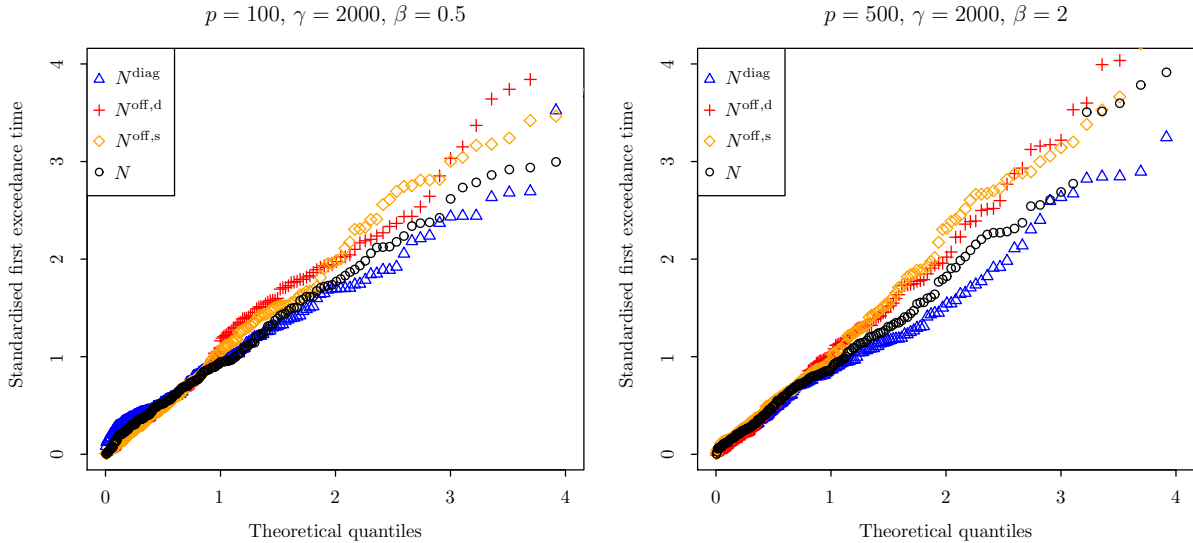 p = 100, γ = 2000, β = 0.5
Standardised first exceedance time
4
3
2
1
0
N^diag
N^off,d
N^off,s
N
0 1 2 3 4
Theoretical quantiles
p = 500, γ = 2000, β = 2
Standardised first exceedance time
4
3
2
1
0
N^diag
N^off,d
N^off,s
N
0 1 2 3 4
Theoretical quantiles